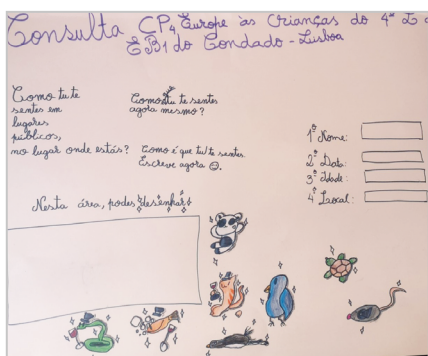 Consulta CP4 Europe às Crianças do 4º
EB1 do Condado - Lisboa
Como tu te
sentes em
lugares
públicos,
no lugar onde estás?
Como tu te sentes
agora mesmo?
Como é que tu te sentes.
Escreve agora ☺.
Nesta área, podes desenhar
1º Nome:
2º Data:
3º Idade:
4º Local: